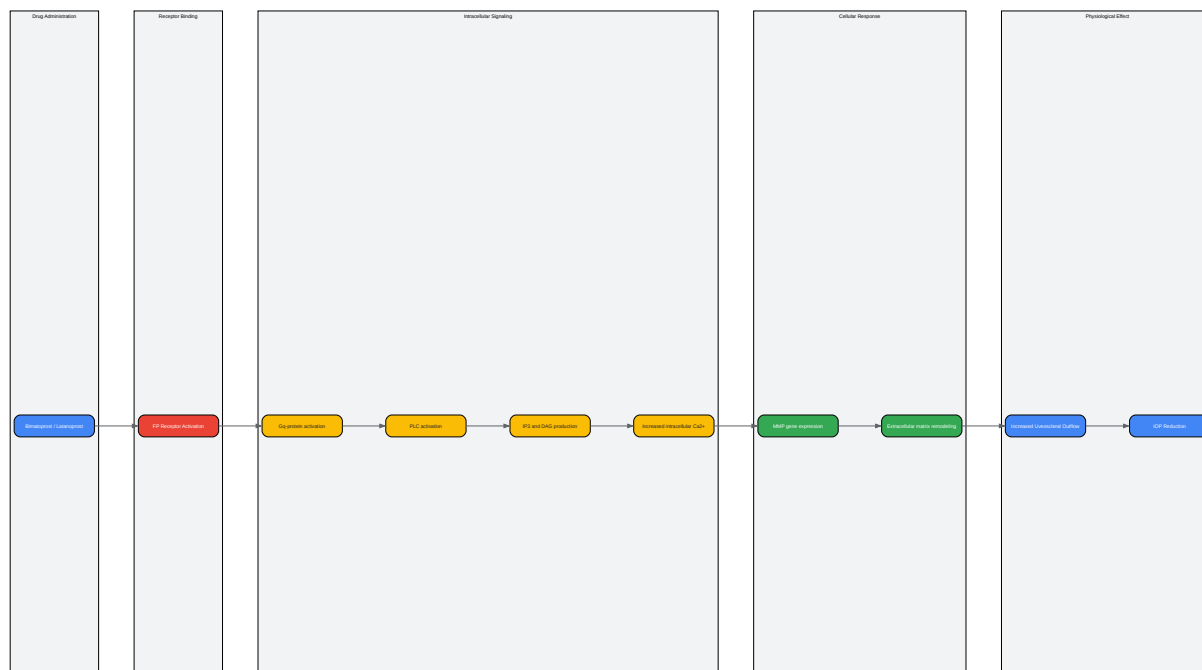 Drug Administration
Receptor Binding
Intracellular Signaling
Cellular Response
Physiological Effect
Bimatoprost / Latanoprost
FP Receptor Activation
Gq-protein activation
PLC activation
IP3 and DAG production
Increased intracellular Ca2+
MMP gene expression
Extracellular matrix remodeling
Increased Uveoscleral Outflow
IOP Reduction